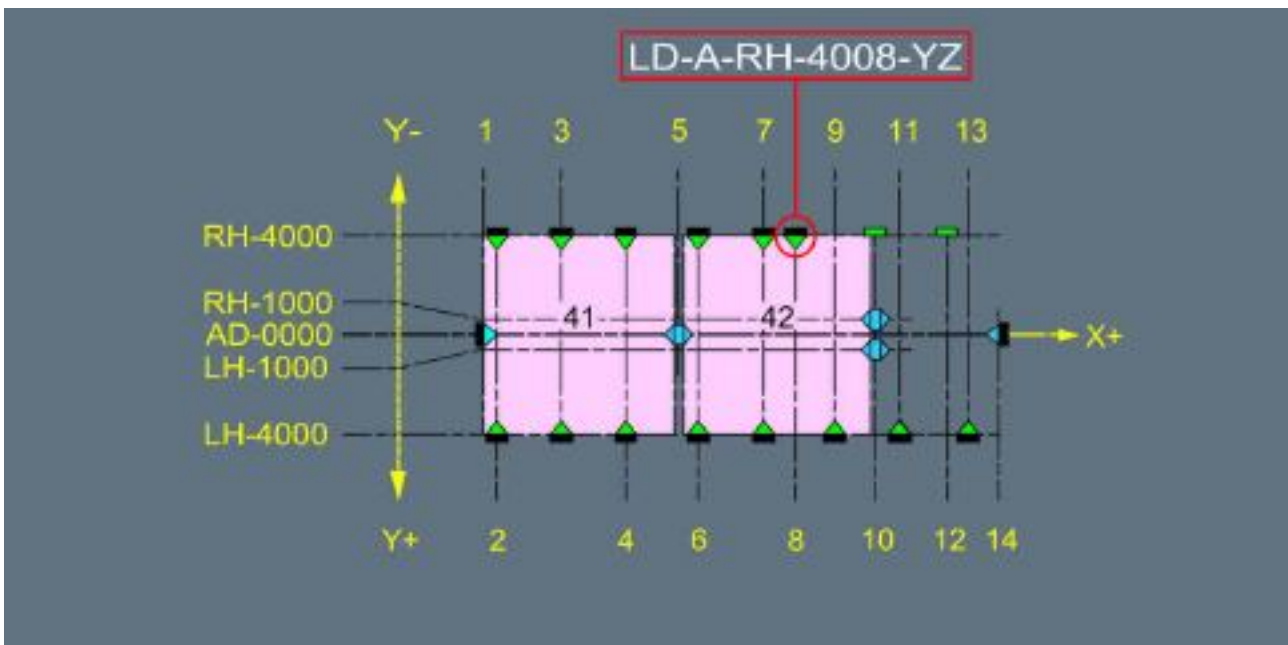 LD-A-RH-4008-YZ
Y- 1 3 5 7 9 11 13
RH-4000
RH-1000
41 42
AD-0000 X+
LH-1000
LH-4000
Y+ 2 4 6 8 10 12 14